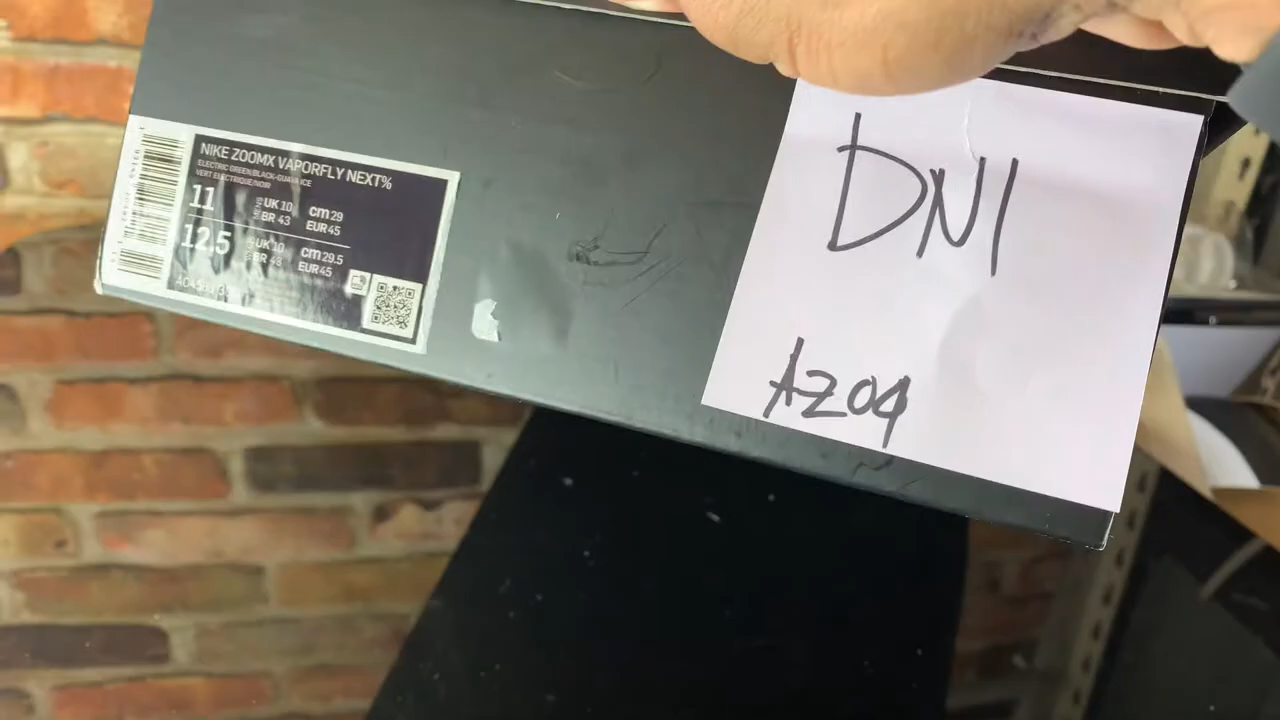 NIKE ZOOMX VAPORFLY NEXT%
ELECTRIC GREEN/BLACK-GUAVA ICE
VERT ELECTRIQUE/NOIR
11
UK 10
BR 43
cm 29
EUR 45
12.5
UK 10
BR 43
cm 29.5
EUR 45
DN1
AZ04